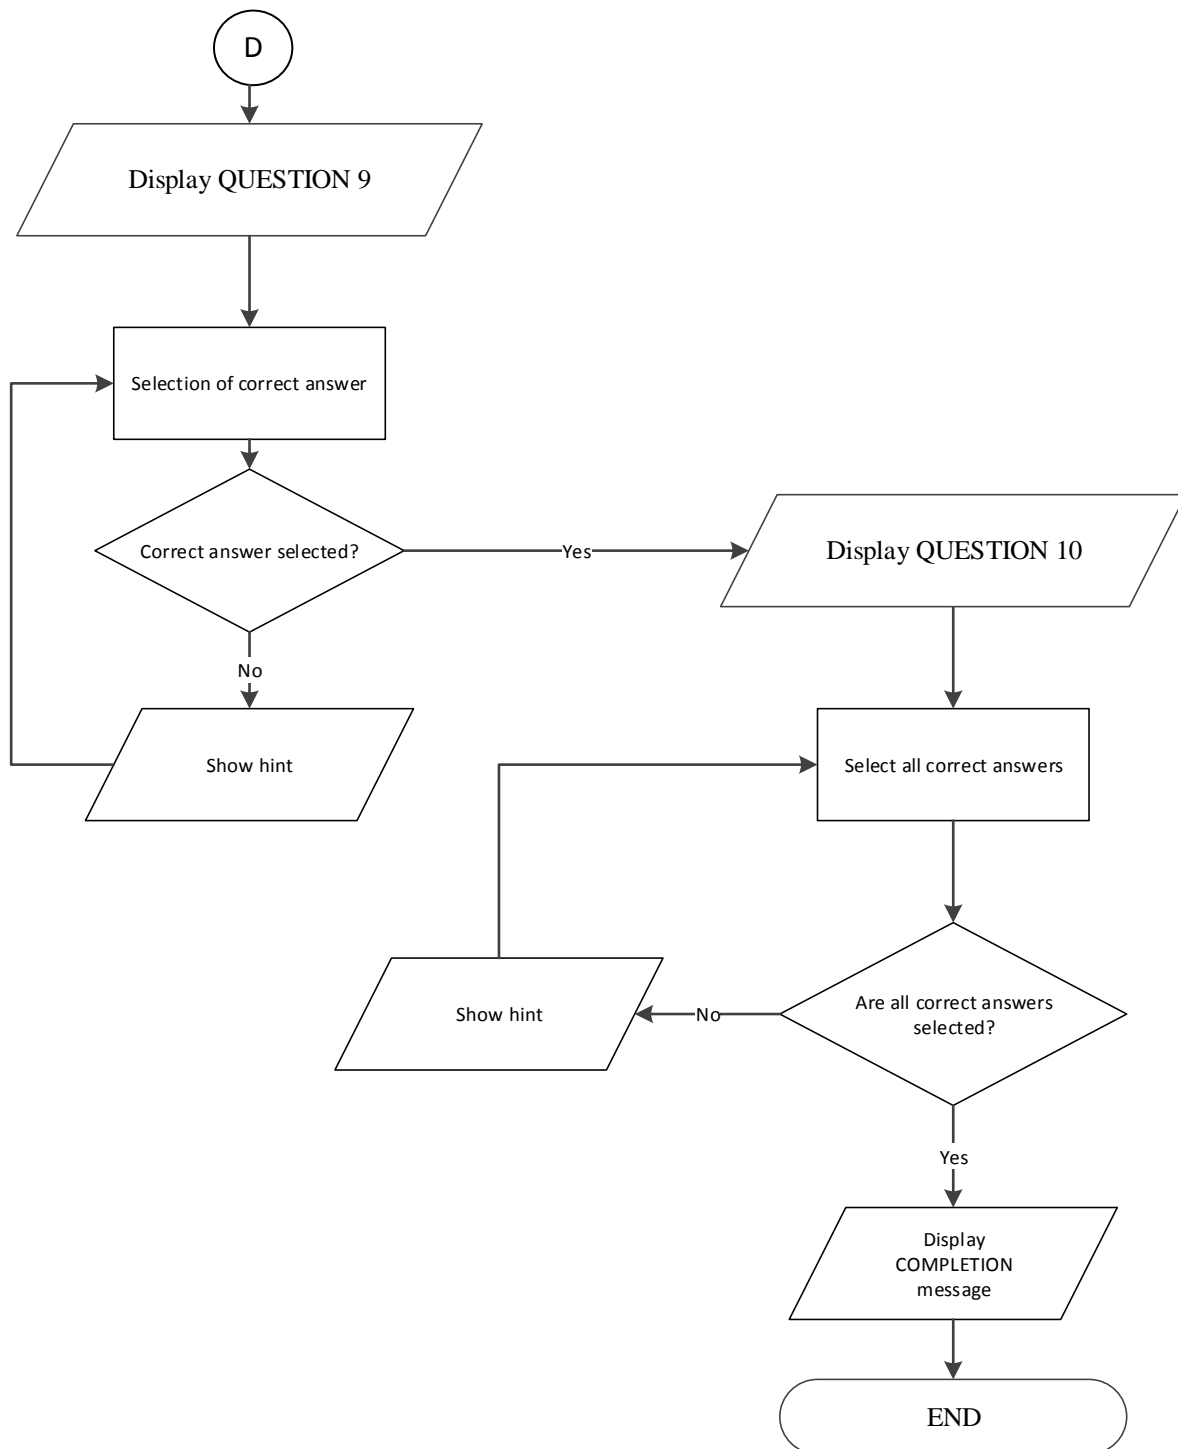 D
Display QUESTION 9
Selection of correct answer
Correct answer selected?
Yes
No
Show hint
Display QUESTION 10
Select all correct answers
Are all correct answers
selected?
No
Show hint
Yes
Display
COMPLETION
message
END